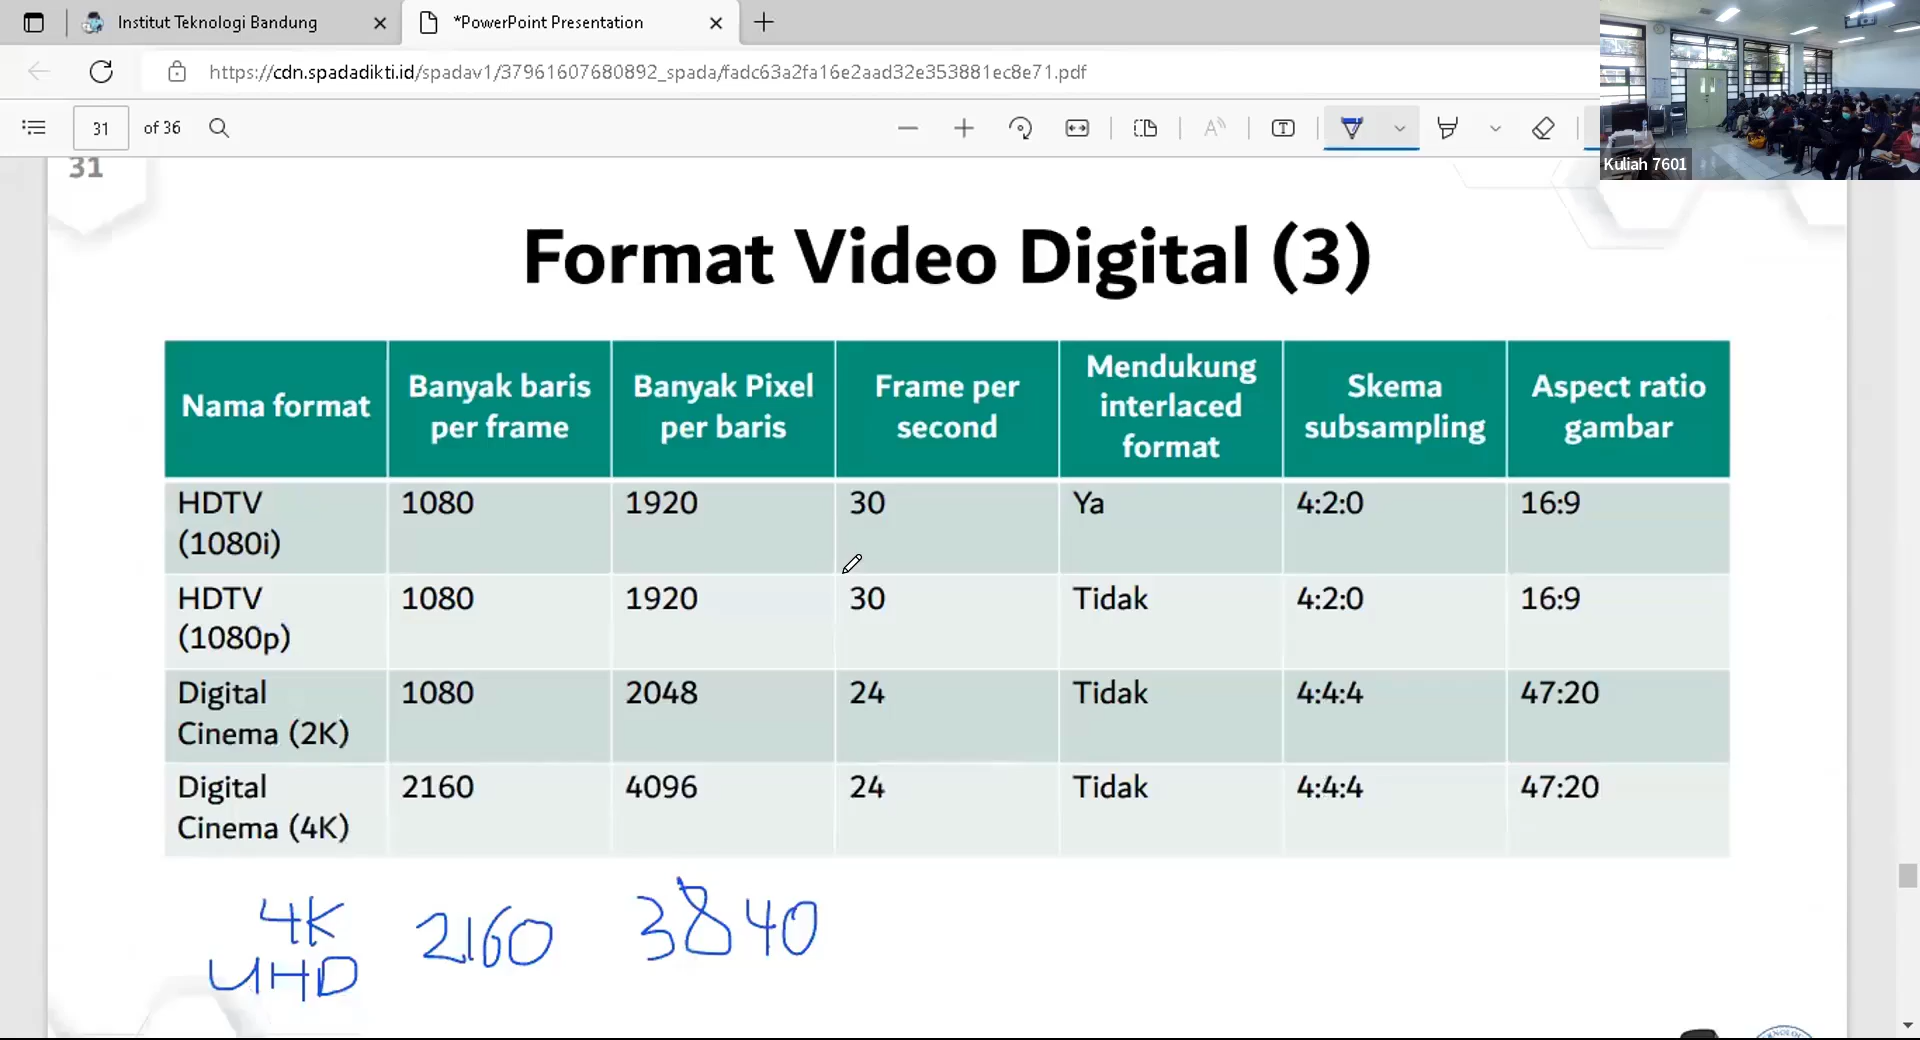 Institut Teknologi Bandung
*PowerPoint Presentation
https://cdn.spadadikti.id/spadav1/37961607680892_spada/fadc63a2fa16e2aad32e353881ec8e71.pdf
31 of 36
Kuliah 7601
31
Format Video Digital (3)
Nama format
Banyak baris per frame
Banyak Pixel per baris
Frame per second
Mendukung interlaced format
Skema subsampling
Aspect ratio gambar
HDTV (1080i) 1080 1920 30 Ya 4:2:0 16:9
HDTV (1080p) 1080 1920 30 Tidak 4:2:0 16:9
Digital Cinema (2K) 1080 2048 24 Tidak 4:4:4 47:20
Digital Cinema (4K) 2160 4096 24 Tidak 4:4:4 47:20
4K 2160 3840
UHD